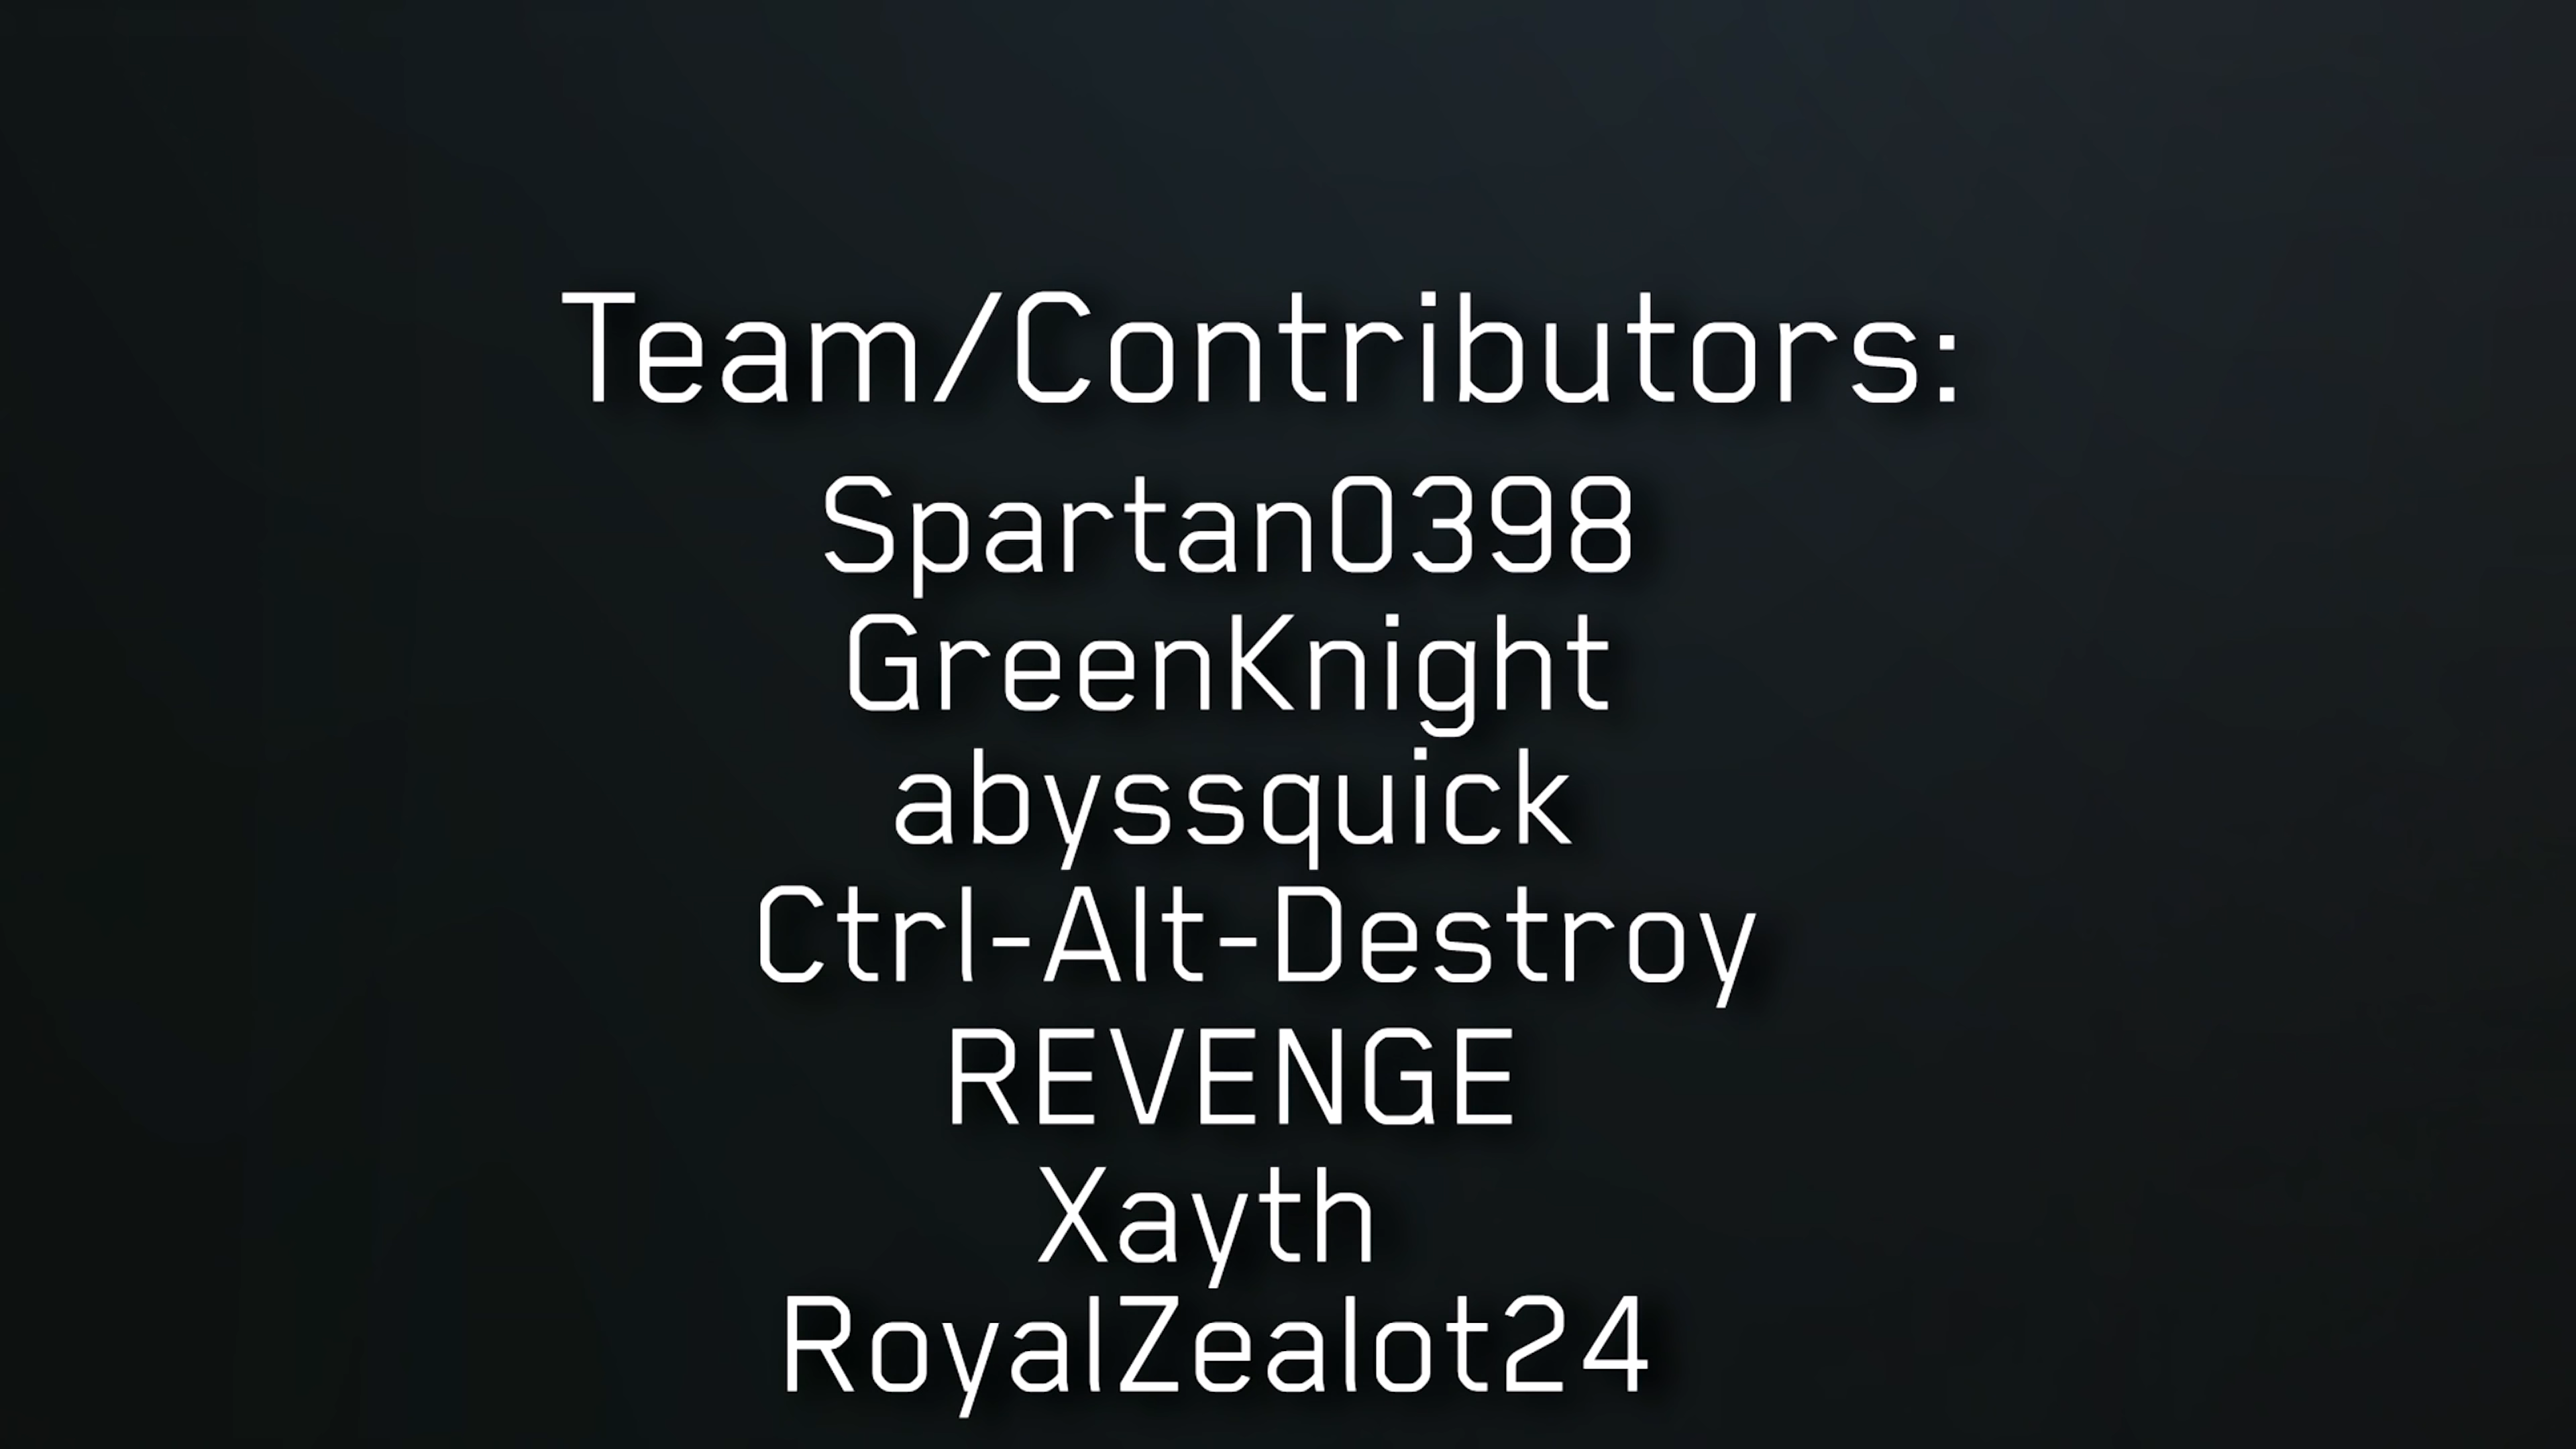 Team/Contributors:
Spartan0398
GreenKnight
abyssquick
Ctrl-Alt-Destroy
REVENGE
Xayth
RoyalZealot24